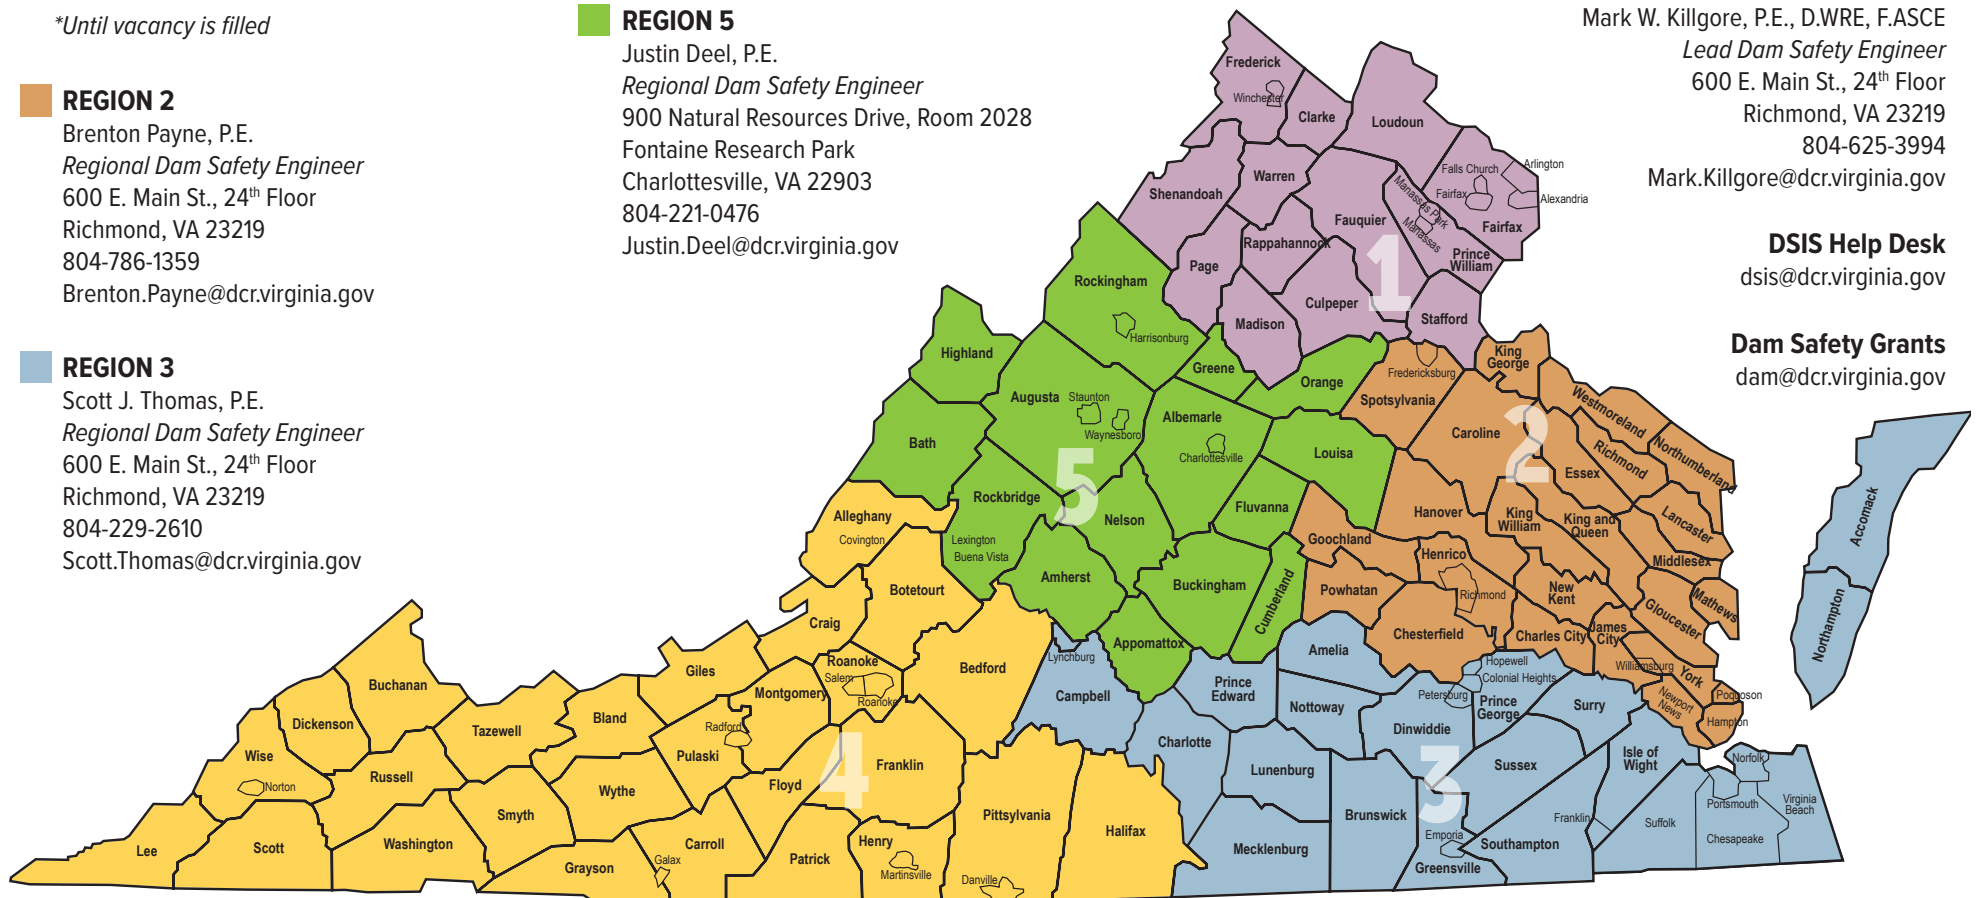 *Until vacancy is filled
REGION 2
Brenton Payne, P.E.
Regional Dam Safety Engineer
600 E. Main St., 24th Floor
Richmond, VA 23219
804-786-1359
Brenton.Payne@dcr.virginia.gov
REGION 3
Scott J. Thomas, P.E.
Regional Dam Safety Engineer
600 E. Main St., 24th Floor
Richmond, VA 23219
804-229-2610
Scott.Thomas@dcr.virginia.gov
REGION 5
Justin Deel, P.E.
Regional Dam Safety Engineer
900 Natural Resources Drive, Room 2028
Fontaine Research Park
Charlottesville, VA 22903
804-221-0476
Justin.Deel@dcr.virginia.gov
Mark W. Killgore, P.E., D.WRE, F.ASCE
Lead Dam Safety Engineer
600 E. Main St., 24th Floor
Richmond, VA 23219
804-625-3994
Mark.Killgore@dcr.virginia.gov
DSIS Help Desk
dsis@dcr.virginia.gov
Dam Safety Grants
dam@dcr.virginia.gov
Frederick
Winchester
Clarke
Loudoun
Warren
Shenandoah
Falls Church
Arlington
Fairfax
Alexandria
Manassas Park
Manassas
Fauquier
Fairfax
Rappahannock
Prince
William
Page
1
Culpeper
Madison
Stafford
Rockingham
Harrisonburg
Highland
Greene
Orange
Augusta
Staunton
Waynesboro
Albemarle
Charlottesville
Bath
Louisa
5
Rockbridge
Nelson
Fluvanna
Lexington
Buena Vista
Amherst
Buckingham
Cumberland
Appomattox
King
George
Fredericksburg
Spotsylvania
Westmoreland
Caroline
2
Richmond
Northumberland
Essex
Hanover
King
William
King and
Queen
Lancaster
Goochland
Henrico
Middlesex
Powhatan
Richmond
New
Kent
Mathews
Gloucester
Chesterfield
Charles City
James
City
Williamsburg
York
Newport
News
Poquoson
Hampton
Accomack
Northampton
Alleghany
Covington
Botetourt
Craig
Roanoke
Salem
Roanoke
Bedford
Giles
Montgomery
Buchanan
Dickenson
Bland
Tazewell
Radford
Pulaski
Wise
Norton
Russell
Wythe
Floyd
4
Franklin
Smyth
Pittsylvania
Halifax
Lee
Scott
Washington
Grayson
Galax
Carroll
Patrick
Henry
Martinsville
Danville
Lynchburg
Campbell
Amelia
Prince
Edward
Nottoway
Hopewell
Colonial Heights
Petersburg
Prince
George
Dinwiddie
Surry
Charlotte
Lunenburg
3
Sussex
Isle of
Wight
Norfolk
Portsmouth
Virginia
Beach
Brunswick
Franklin
Suffolk
Chesapeake
Mecklenburg
Emporia
Greensville
Southampton